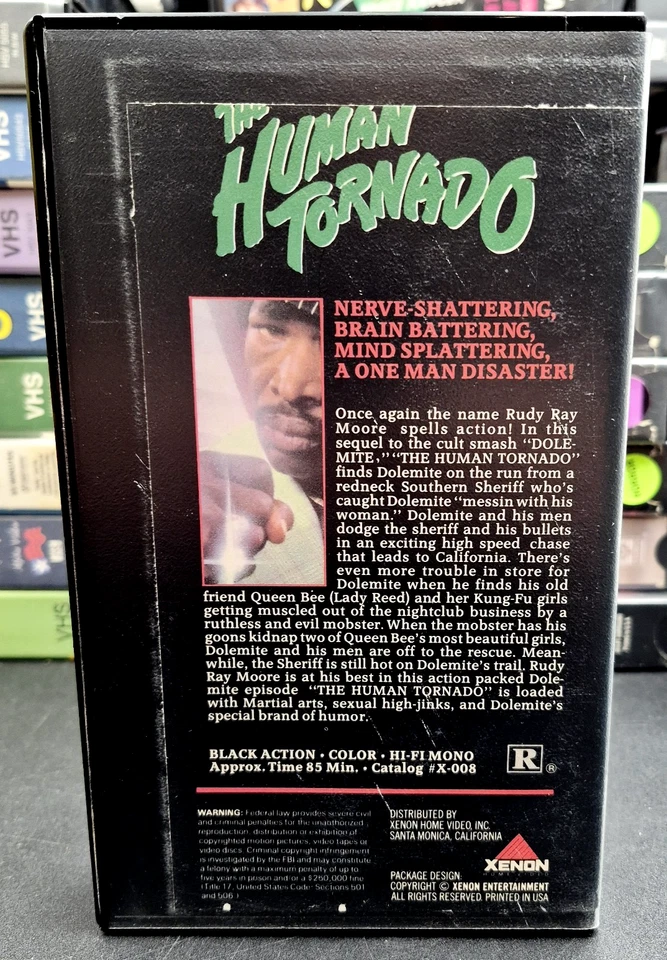 THE
HUMAN
TORNADO
NERVE-SHATTERING,
BRAIN BATTERING,
MIND SPLATTERING,
A ONE MAN DISASTER!
Once again the name Rudy Ray
Moore spells action! In this
sequel to the cult smash "DOLE-
MITE," "THE HUMAN TORNADO"
finds Dolemite on the run from a
redneck Southern Sheriff who's
caught Dolemite "messin with his
woman." Dolemite and his men
dodge the sheriff and his bullets
in an exciting high speed chase
that leads to California. There's
even more trouble in store for
Dolemite when he finds his old
friend Queen Bee (Lady Reed) and her Kung-Fu girls
getting muscled out of the nightclub business by a
ruthless and evil mobster. When the mobster has his
goons kidnap two of Queen Bee's most beautiful girls,
Dolemite and his men are off to the rescue. Mean-
while, the Sheriff is still hot on Dolemite's trail. Rudy
Ray Moore is at his best in this action packed Dole-
mite episode "THE HUMAN TORNADO" is loaded
with Martial arts, sexual high-jinks, and Dolemite's
special brand of humor.
BLACK ACTION • COLOR • HI-FI MONO
Approx. Time 85 Min. • Catalog #X-008
R ®
WARNING: Federal law provides severe civil
and criminal penalties for the unauthorized
reproduction, distribution or exhibition of
copyrighted motion pictures, video tapes or
video discs. Criminal copyright infringement
is investigated by the FBI and may constitute
a felony with a maximum penalty of up to
five years in prison and/or a $250,000 fine
(Title 17, United States Code Sections 501
and 506.)
DISTRIBUTED BY
XENON HOME VIDEO, INC.
SANTA MONICA, CALIFORNIA
XENON
HOME VIDEO
PACKAGE DESIGN:
COPYRIGHT © XENON ENTERTAINMENT
ALL RIGHTS RESERVED. PRINTED IN USA
VHS
VHS
VHS
VHS
VHS